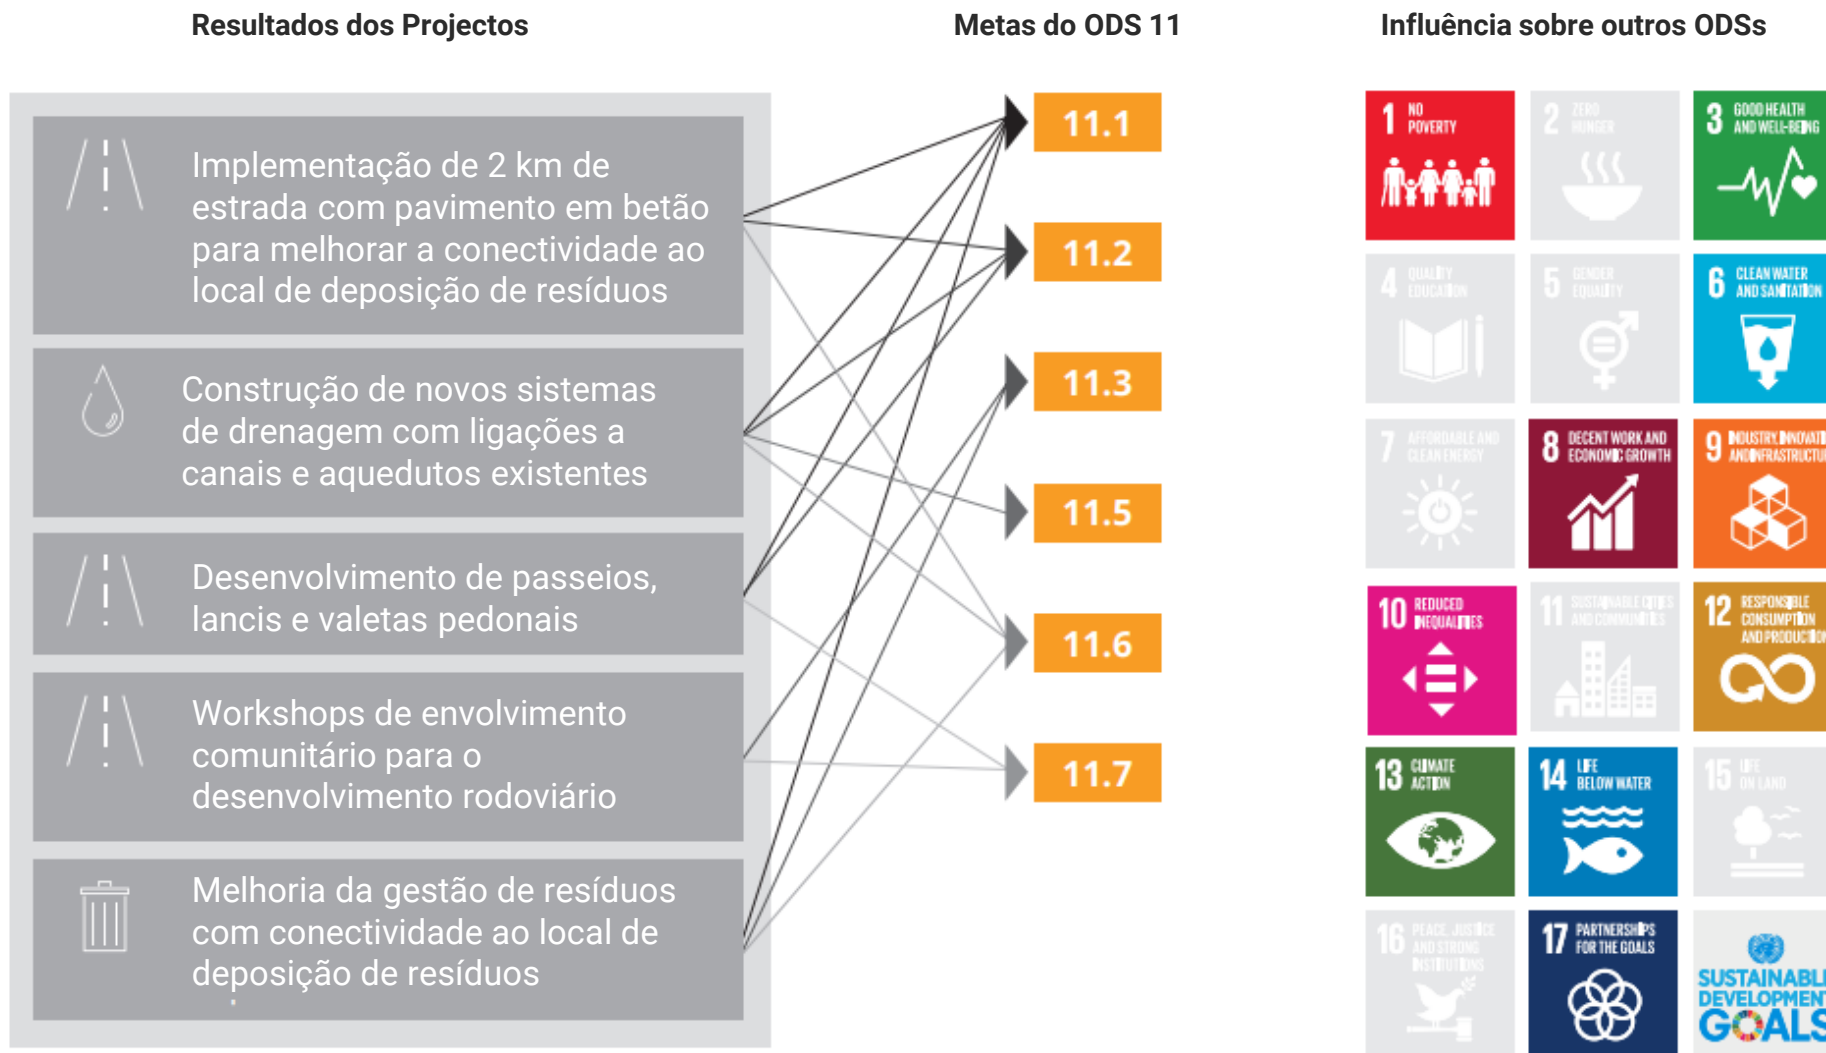 Resultados dos Projectos
Metas do ODS 11
Influência sobre outros ODSs
Implementação de 2 km de
estrada com pavimento em betão
para melhorar a conectividade ao
local de deposição de resíduos
Construção de novos sistemas
de drenagem com ligações a
canais e aquedutos existentes
Desenvolvimento de passeios,
lancis e valetas pedonais
Workshops de envolvimento
comunitário para o
desenvolvimento rodoviário
Melhoria da gestão de resíduos
com conectividade ao local de
deposição de resíduos
11.1
11.2
11.3
11.5
11.6
11.7
1 NO
POVERTY
2 ZERO
HUNGER
3 GOOD HEALTH
AND WELL-BEING
4 QUALITY
EDUCATION
5 GENDER
EQUALITY
6 CLEAN WATER
AND SANITATION
7 AFFORDABLE AND
CLEAN ENERGY
8 DECENT WORK AND
ECONOMIC GROWTH
9 INDUSTRY, INNOVATI
AND INFRASTRUCTU
10 REDUCED
INEQUALITIES
11 SUSTAINABLE CITIES
AND COMMUNITIES
12 RESPONSIBLE
CONSUMPTION
AND PRODUCTION
13 CLIMATE
ACTION
14 LIFE
BELOW WATER
15 LIFE
ON LAND
16 PEACE, JUSTICE
AND STRONG
INSTITUTIONS
17 PARTNERSHIPS
FOR THE GOALS
SUSTAINABL
DEVELOPMENT
GOALS